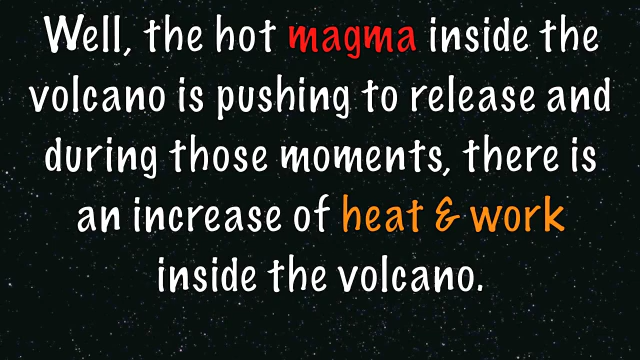 Well, the hot magma inside the
volcano is pushing to release and
during those moments, there is
an increase of heat & work
inside the volcano.